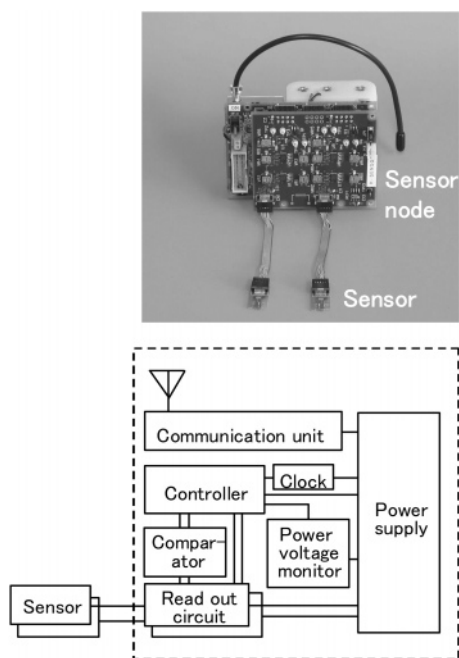 Sensor
node
Sensor
Communication unit
Clock
Controller
Power
supply
Compar-
ator
Power
voltage
monitor
Sensor
Read out
circuit